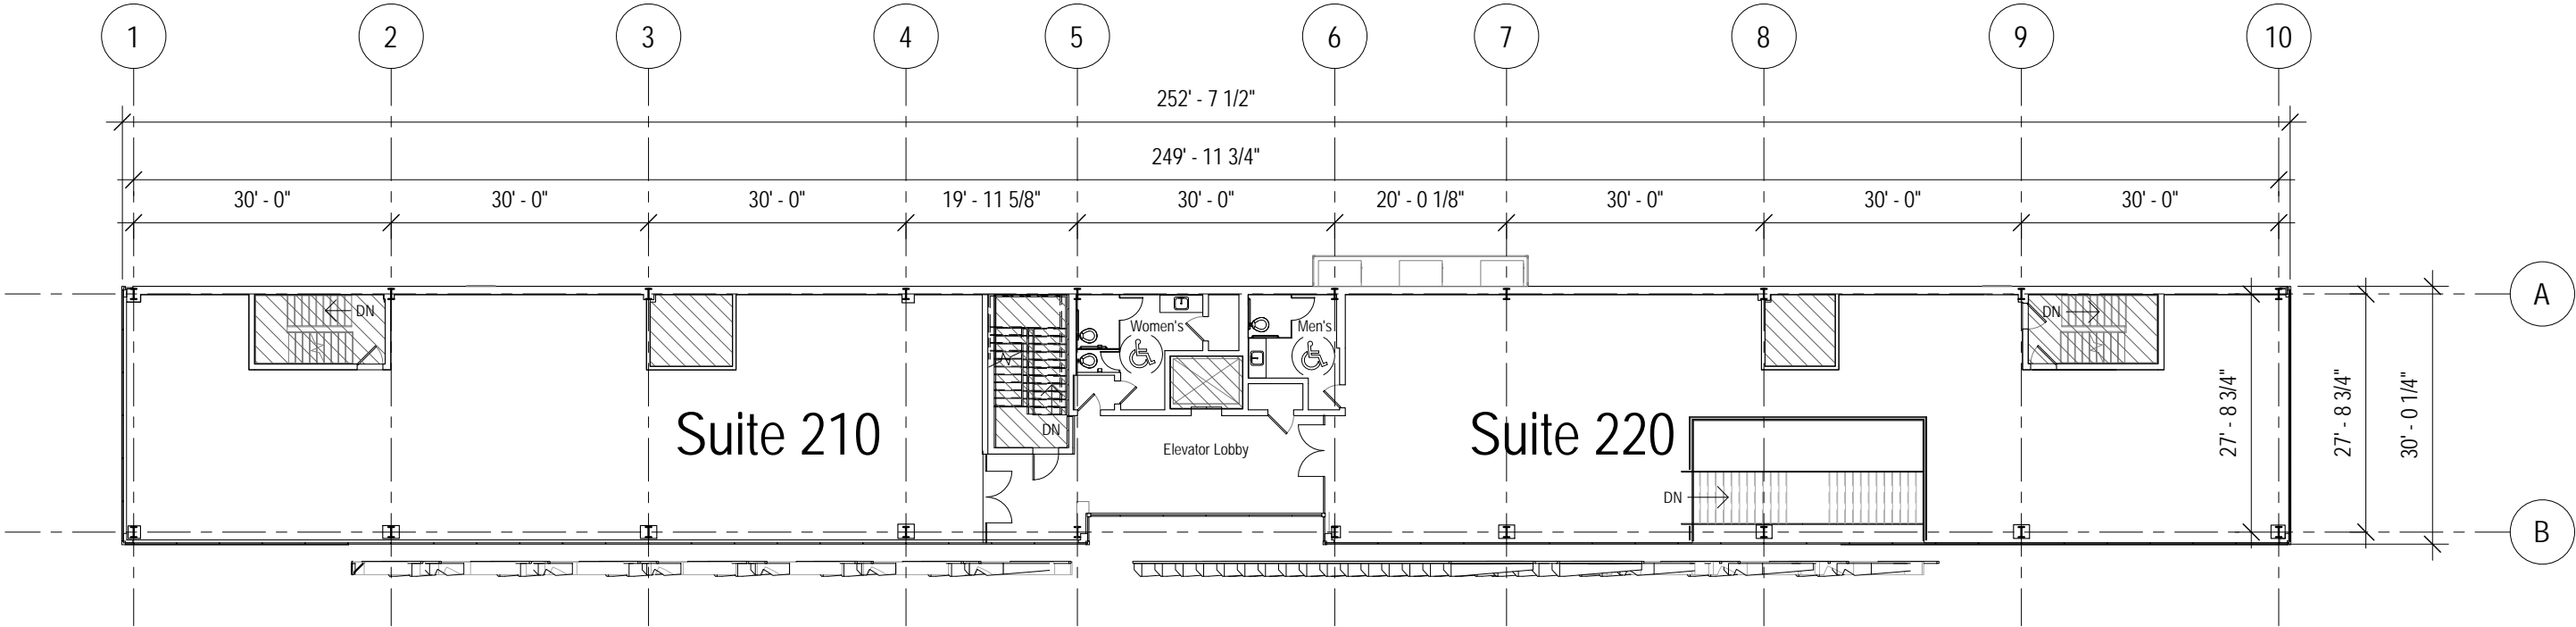 1 2 3 4 5 6 7 8 9 10
252' - 7 1/2"
249' - 11 3/4"
30' - 0" 30' - 0" 30' - 0" 19' - 11 5/8" 30' - 0" 20' - 0 1/8" 30' - 0" 30' - 0" 30' - 0"
A
DN
Women's
Men's
DN
27' - 8 3/4"
27' - 8 3/4"
30' - 0 1/4"
Suite 210
DN
Elevator Lobby
Suite 220
DN
B